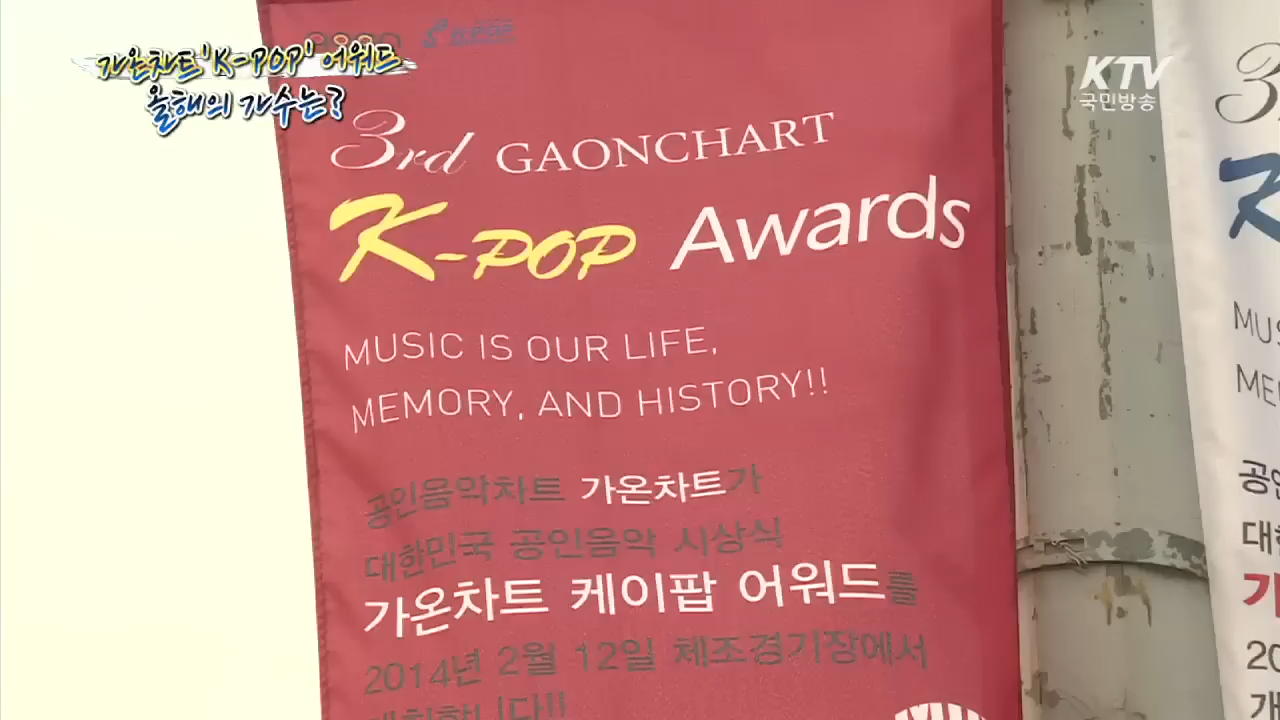 가온차트 'K-POP' 어워드
올해의 가수는?
KTV
국민방송
3rd GAONCHART
K-POP Awards
MUSIC IS OUR LIFE,
MEMORY, AND HISTORY!!
공인음악차트 가온차트가
대한민국 공인음악 시상식
가온차트 케이팝 어워드를
2014년 2월 12일 체조경기장에서